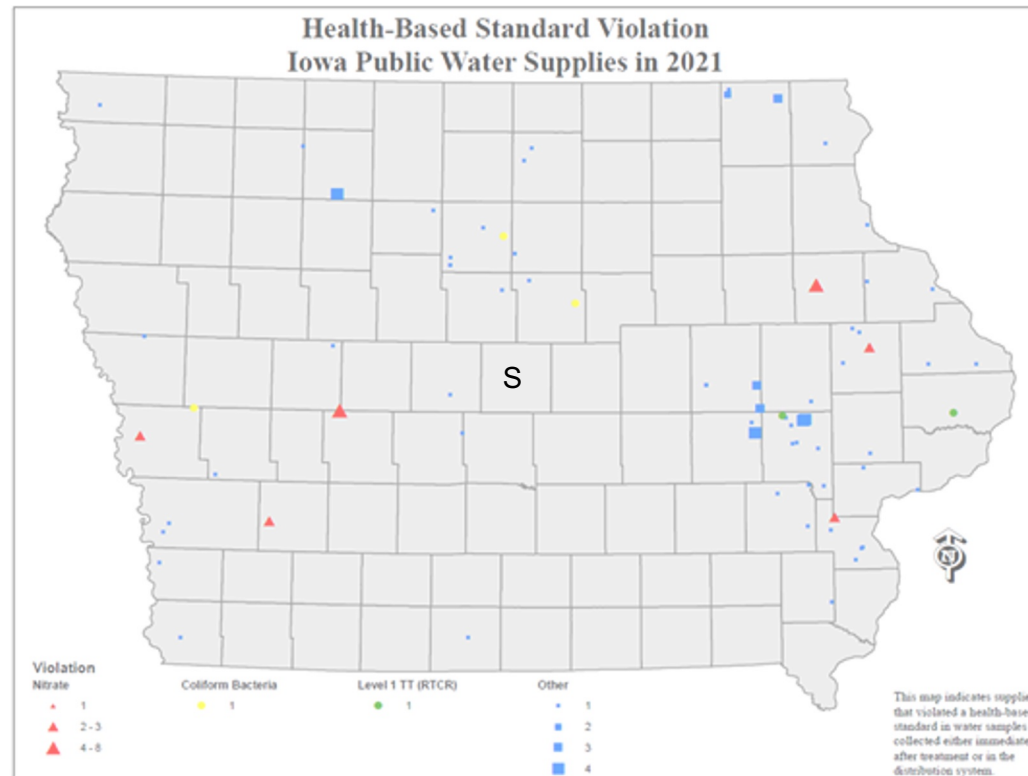 Health-Based Standard Violation
Iowa Public Water Supplies in 2021
S
N
Violation
Nitrate
1
2 - 3
4 - 8
Coliform Bacteria
1
Level 1 TT (RTCR)
1
Other
1
2
3
4
This map indicates supplie
that violated a health-base
standard in water samples
collected either immediate
after treatment or in the
distribution system.